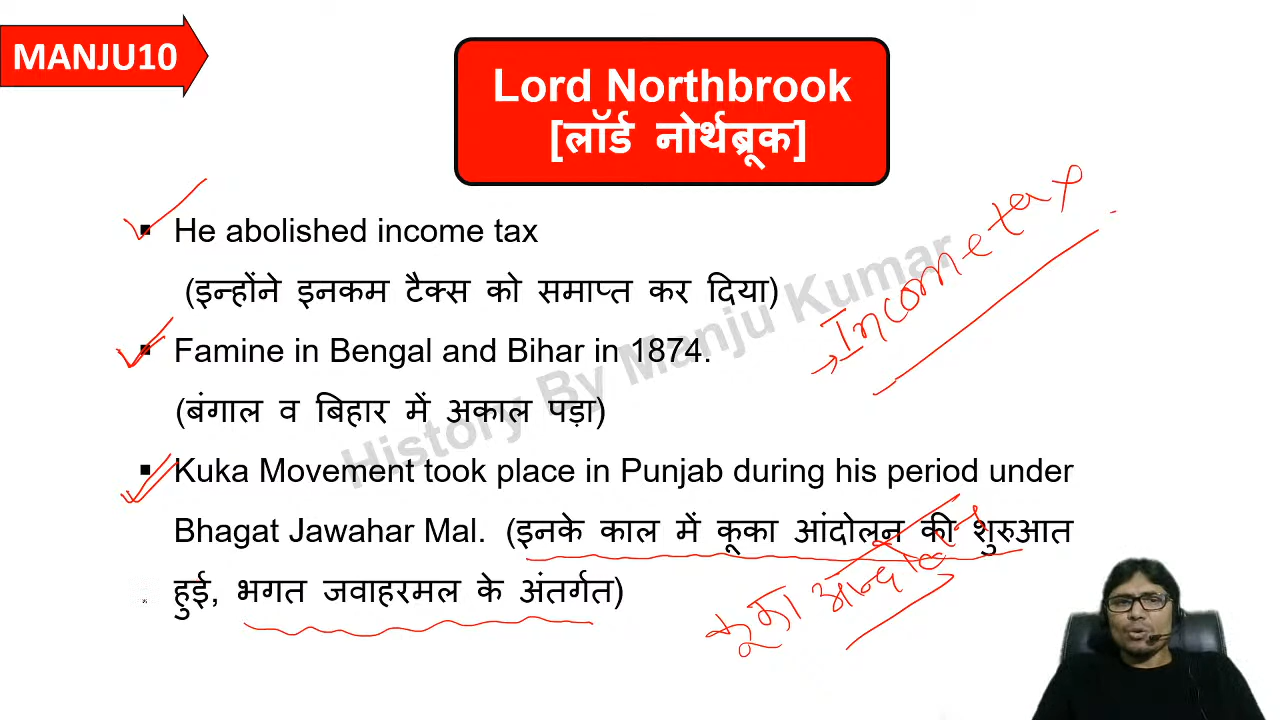 MANJU10
Lord Northbrook
[लॉर्ड नोर्थब्रूक]
▪ He abolished income tax
(इन्होंने इनकम टैक्स को समाप्त कर दिया)
▪ Famine in Bengal and Bihar in 1874.
(बंगाल व बिहार में अकाल पड़ा)
▪ Kuka Movement took place in Punjab during his period under
Bhagat Jawahar Mal. (इनके काल में कूका आंदोलन की शुरुआत
हुई, भगत जवाहरमल के अंतर्गत)
→ Income tax
कूका आन्दोलन
History By Manju Kumar